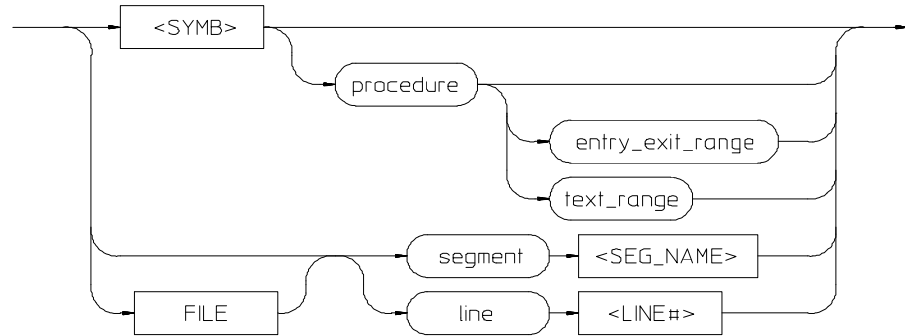 <SYMB>
procedure
entry_exit_range
text_range
segment <SEG_NAME>
FILE line <LINE#>